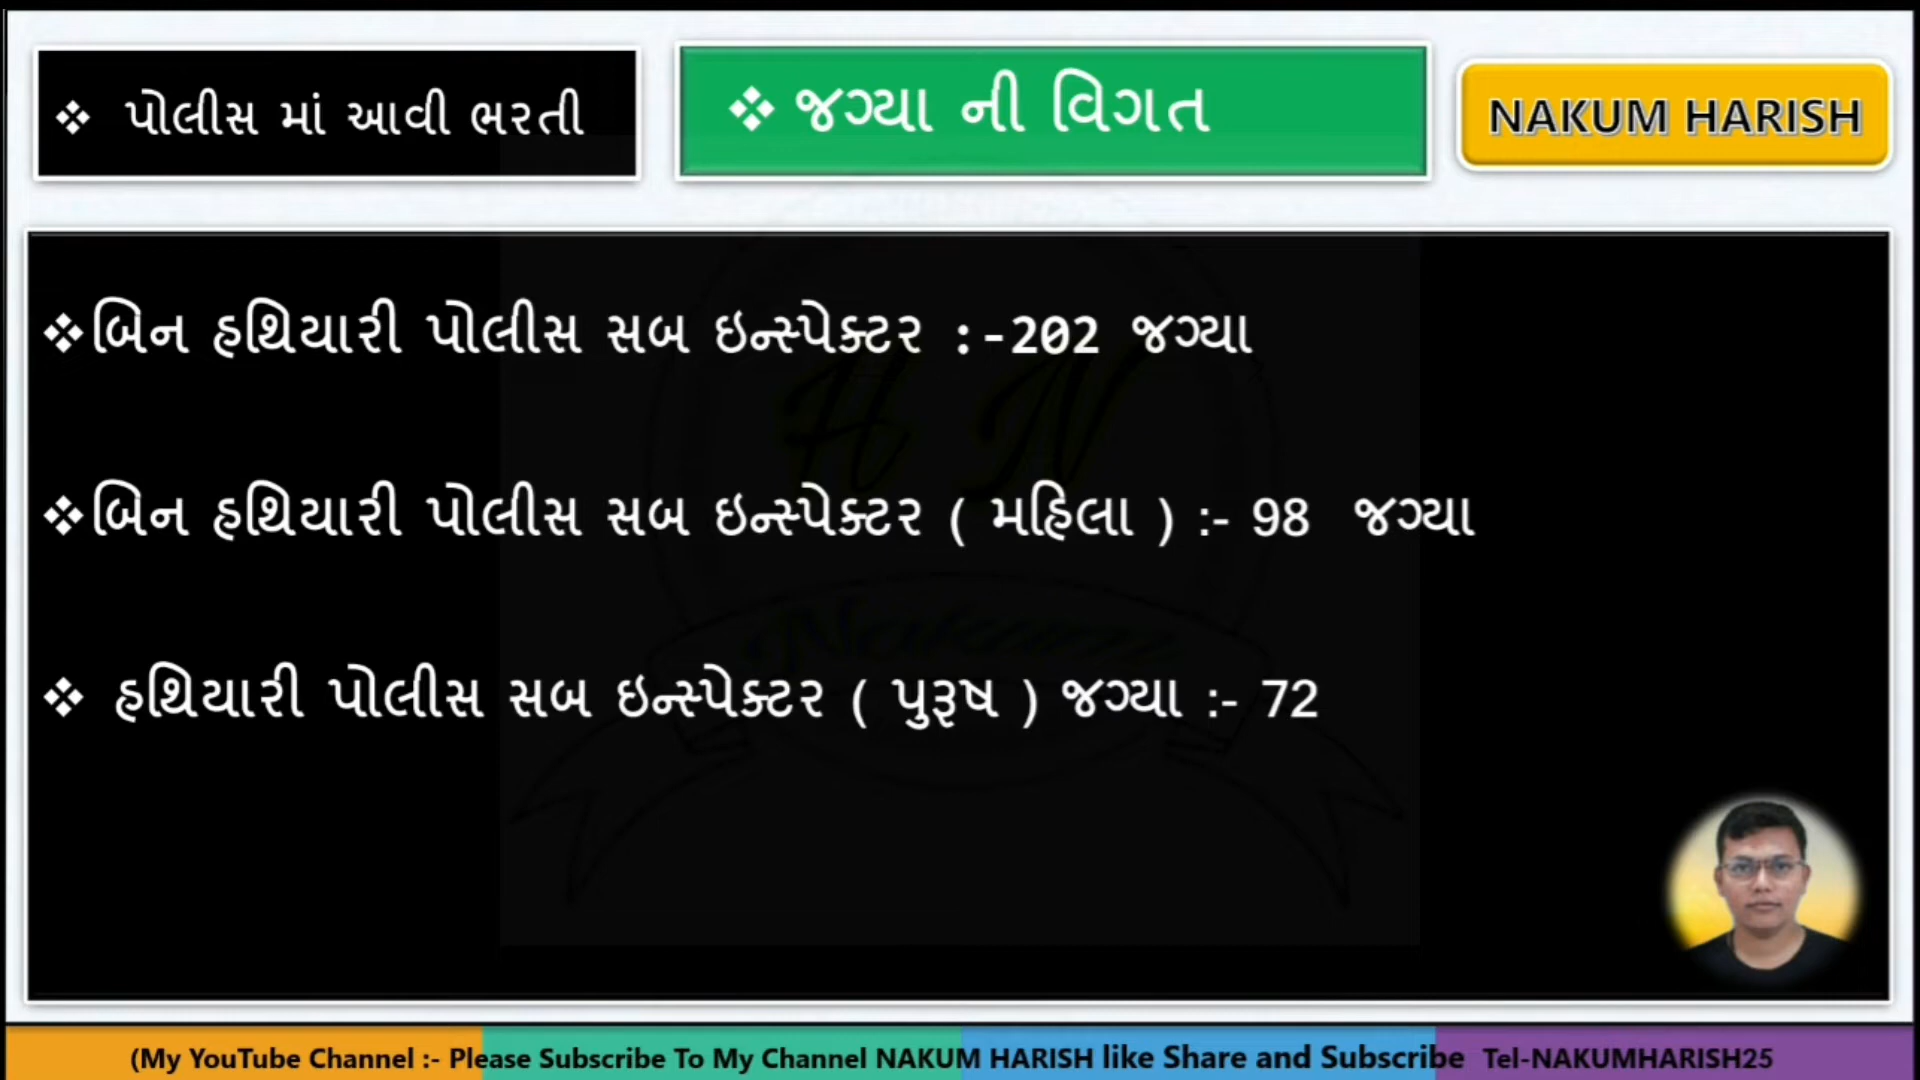 ❖ પોલીસ માં આવી ભરતી
❖ જગ્યા ની વિગત
NAKUM HARISH
❖બિન હથિયારી પોલીસ સબ ઇન્સ્પેક્ટર :-202 જગ્યા
H N
❖બિન હથિયારી પોલીસ સબ ઇન્સ્પેક્ટર ( મહિલા ) :- 98 જગ્યા
Nakum
❖ હથિયારી પોલીસ સબ ઇન્સ્પેક્ટર ( પુરૂષ ) જગ્યા :- 72
(My YouTube Channel :- Please Subscribe To My Channel NAKUM HARISH like Share and Subscribe Tel-NAKUMHARISH25